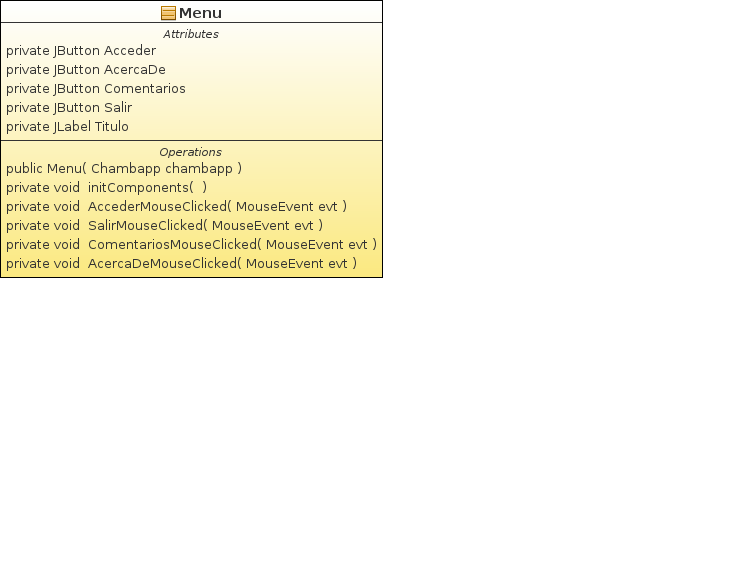 Menu
Attributes
private JButton Acceder
private JButton AcercaDe
private JButton Comentarios
private JButton Salir
private JLabel Titulo
Operations
public Menu( Chambapp chambapp )
private void  initComponents(  )
private void  AccederMouseClicked( MouseEvent evt )
private void  SalirMouseClicked( MouseEvent evt )
private void  ComentariosMouseClicked( MouseEvent evt )
private void  AcercaDeMouseClicked( MouseEvent evt )